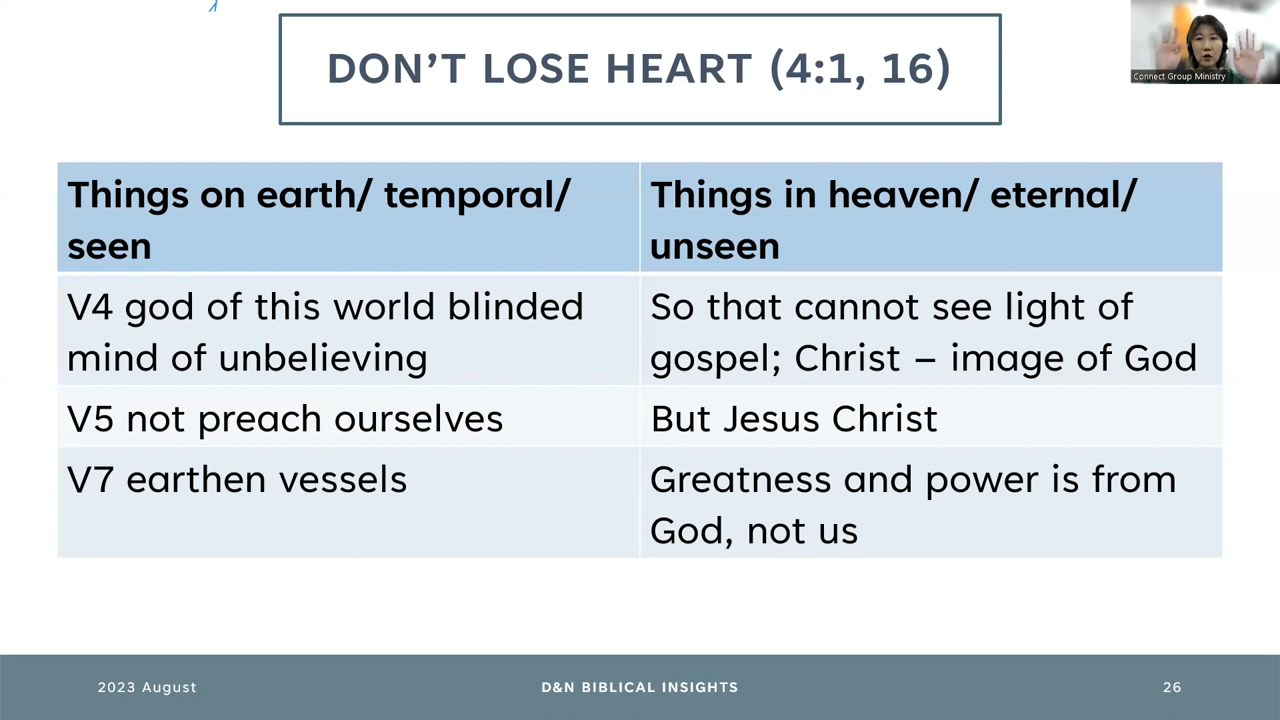 DON’T LOSE HEART (4:1, 16)
Connect Group Ministry
Things on earth/ temporal/
seen
Things in heaven/ eternal/
unseen
V4 god of this world blinded
mind of unbelieving
So that cannot see light of
gospel; Christ – image of God
V5 not preach ourselves
But Jesus Christ
V7 earthen vessels
Greatness and power is from
God, not us
2023 August
D&N BIBLICAL INSIGHTS
26